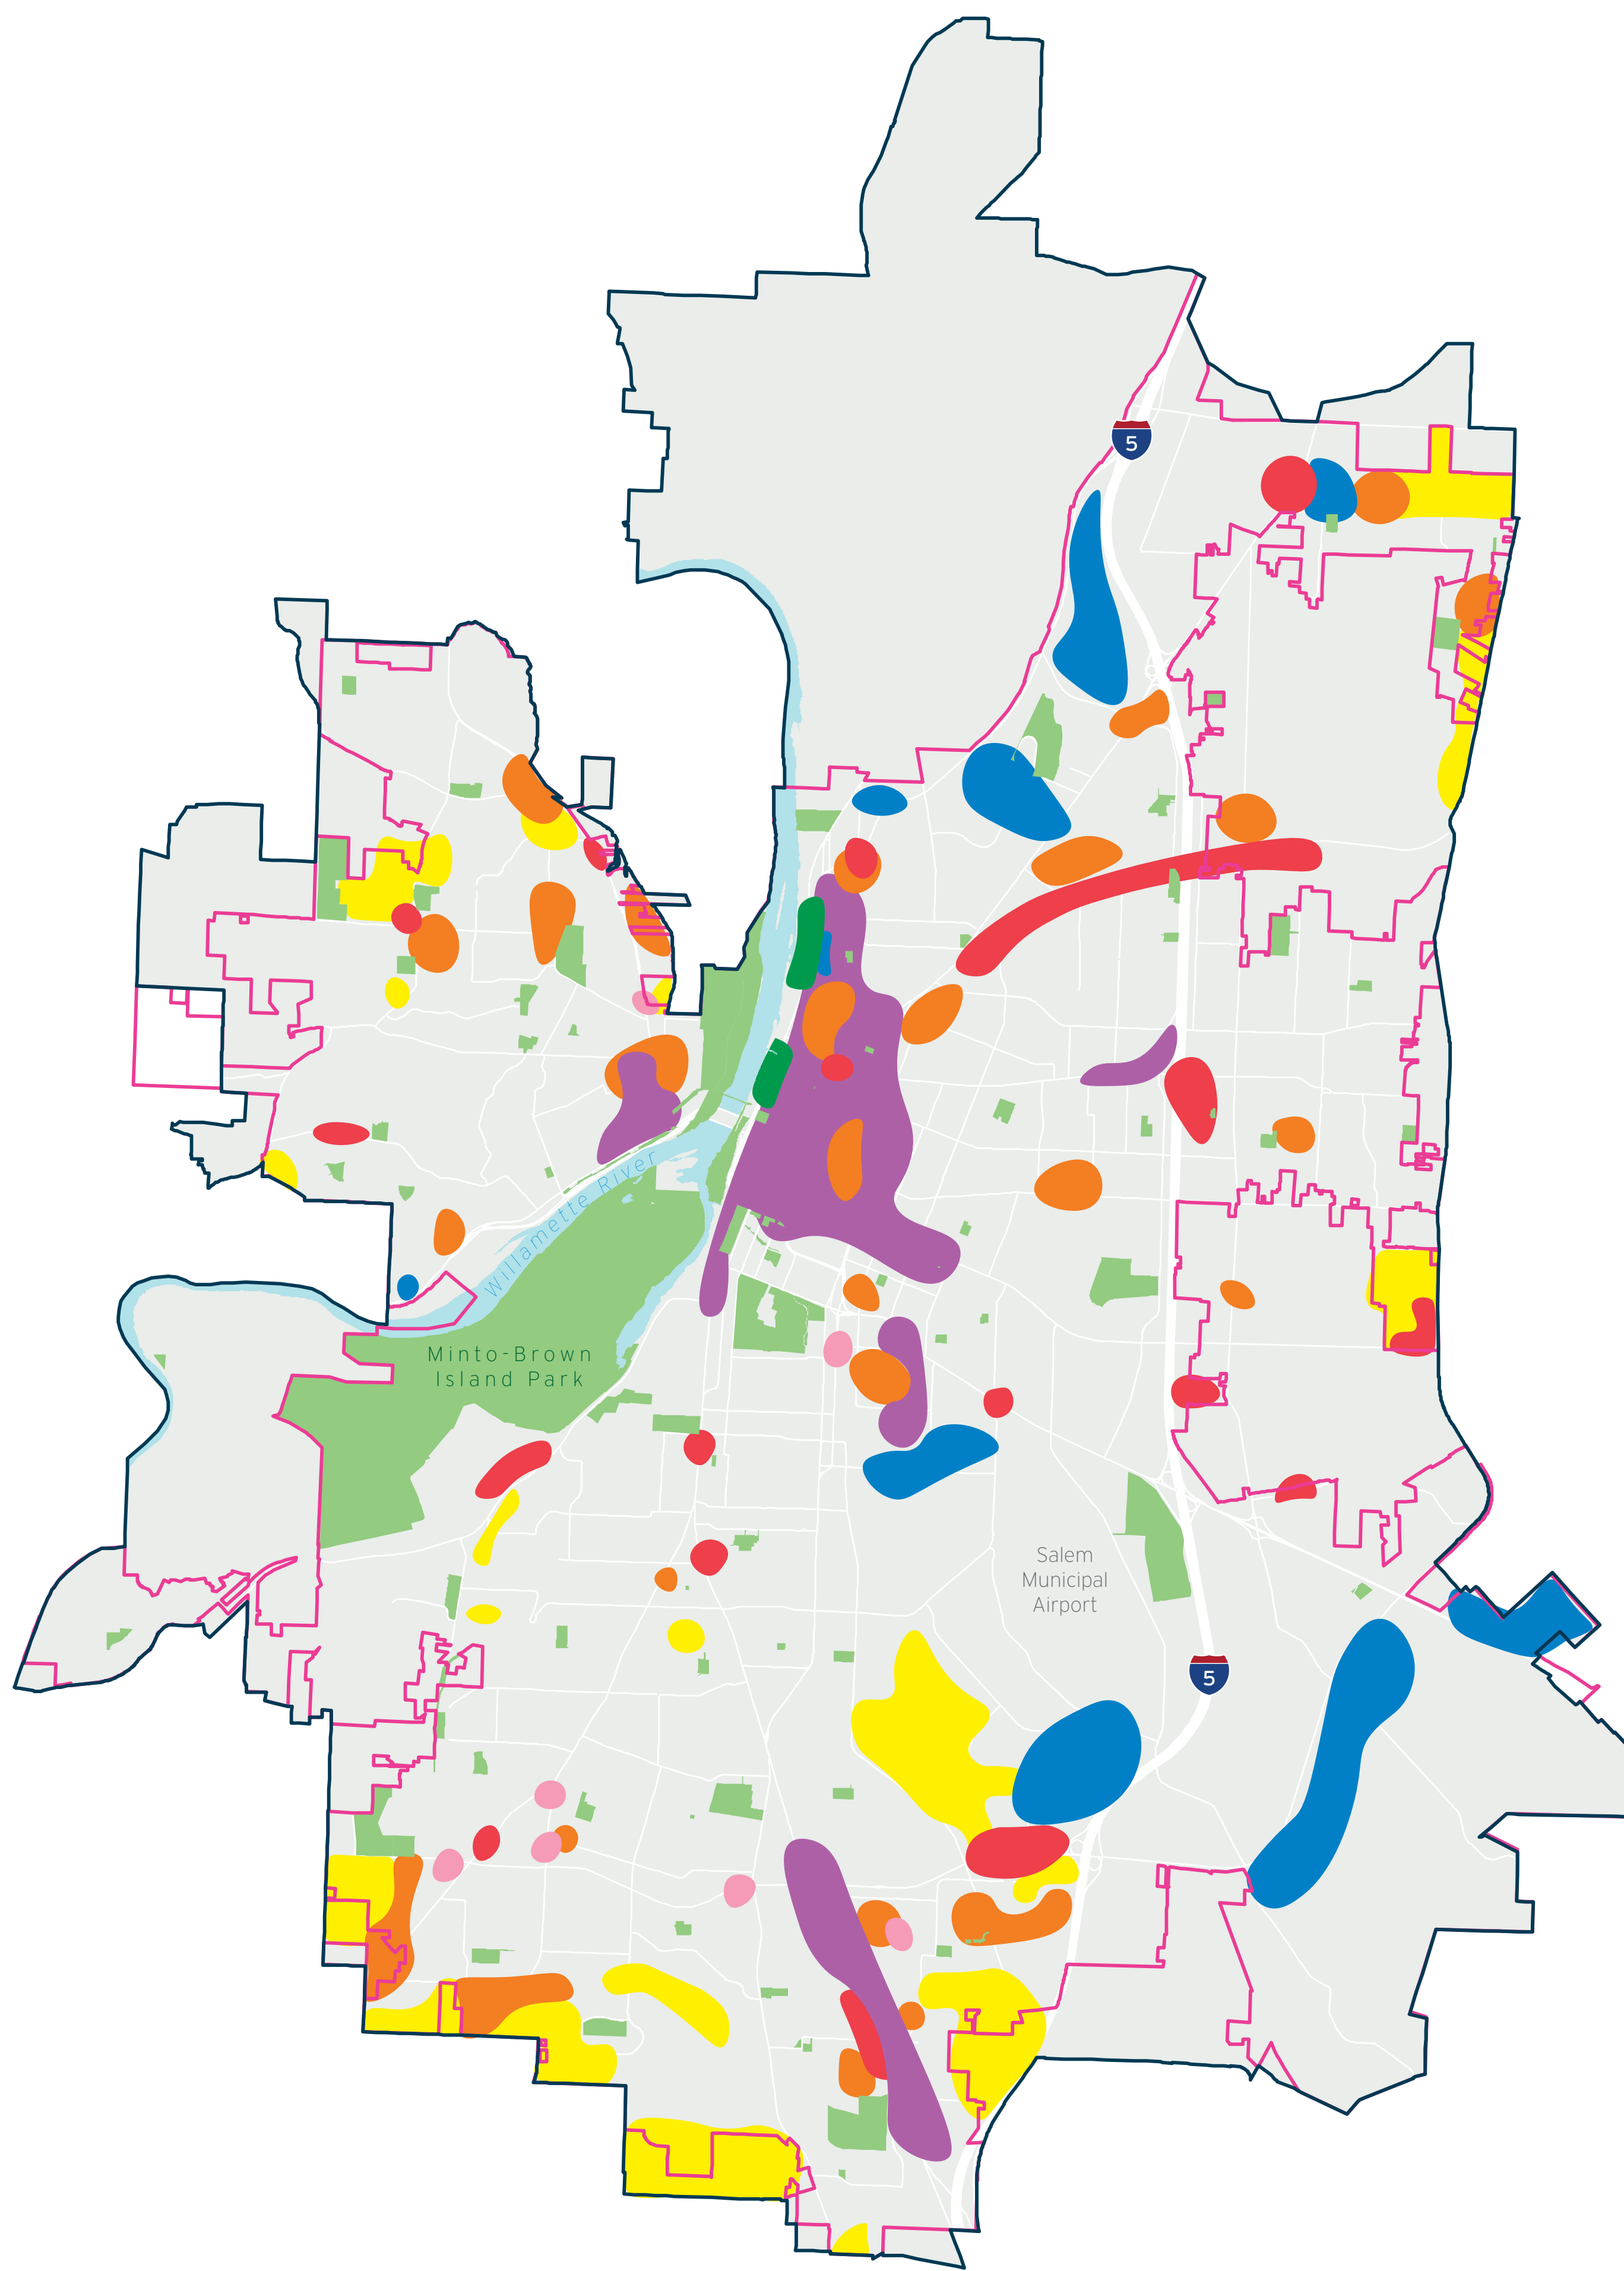 5
Willamette River
Minto-Brown
Island Park
Salem
Municipal
Airport
5